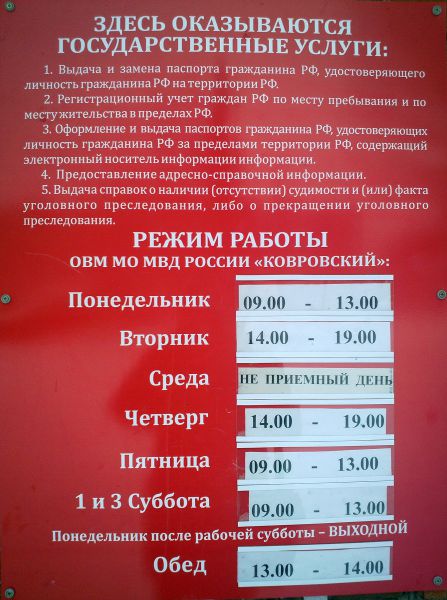 ЗДЕСЬ ОКАЗЫВАЮТСЯ
ГОСУДАРСТВЕННЫЕ УСЛУГИ:
1. Выдача и замена паспорта гражданина РФ, удостоверяющего
личность гражданина РФ на территории РФ.
2. Регистрационный учет граждан РФ по месту пребывания и по
месту жительства в пределах РФ.
3. Оформление и выдача паспортов гражданина РФ, удостоверяющих
личность гражданина РФ за пределами территории РФ, содержащий
электронный носитель информации информации.
4. Предоставление адресно-справочной информации.
5. Выдача справок о наличии (отсутствии) судимости и (или) факта
уголовного преследования, либо о прекращении уголовного
преследования.
РЕЖИМ РАБОТЫ
ОВМ МО МВД РОССИИ «КОВРОВСКИЙ»:
Понедельник 09.00 - 13.00
Вторник 14.00 - 19.00
Среда НЕ ПРИЕМНЫЙ ДЕНЬ
Четверг 14.00 - 19.00
Пятница 09.00 - 13.00
1 и 3 Суббота 09.00 - 13.00
Понедельник после рабочей субботы – ВЫХОДНОЙ
Обед 13.00 - 14.00